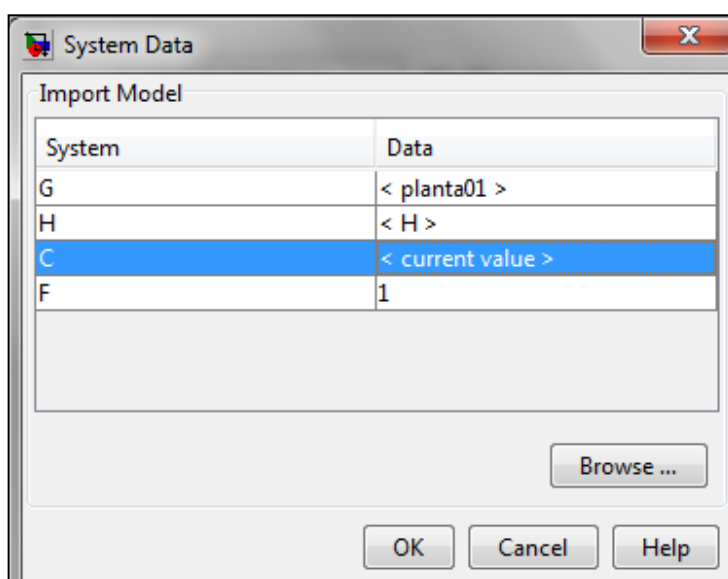 System Data
Import Model
System Data
G < planta01 >
H < H >
C < current value >
F 1
Browse ...
OK Cancel Help